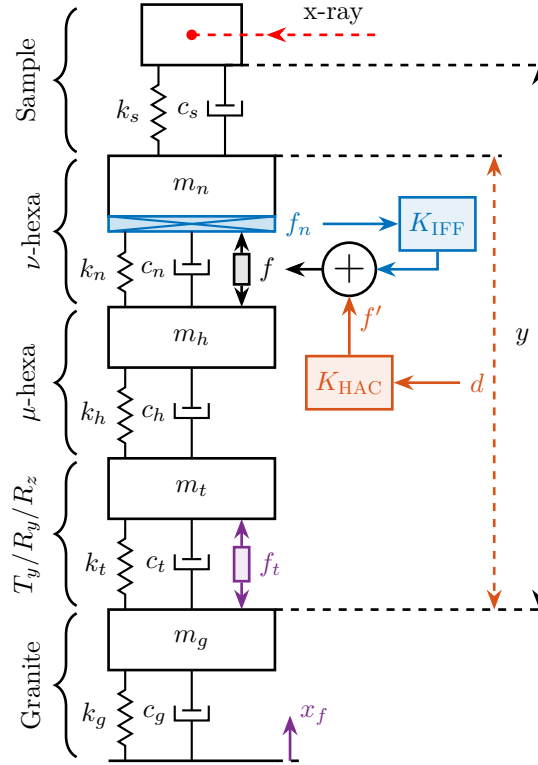 x-ray
Sample
k_s
c_s
m_n
ν-hexa
f_n
K_IFF
k_n
c_n
f
+
m_h
f′
y
μ-hexa
k_h
c_h
K_HAC
d
m_t
T_y/R_y/R_z
k_t
c_t
f_t
m_g
Granite
k_g
c_g
x_f